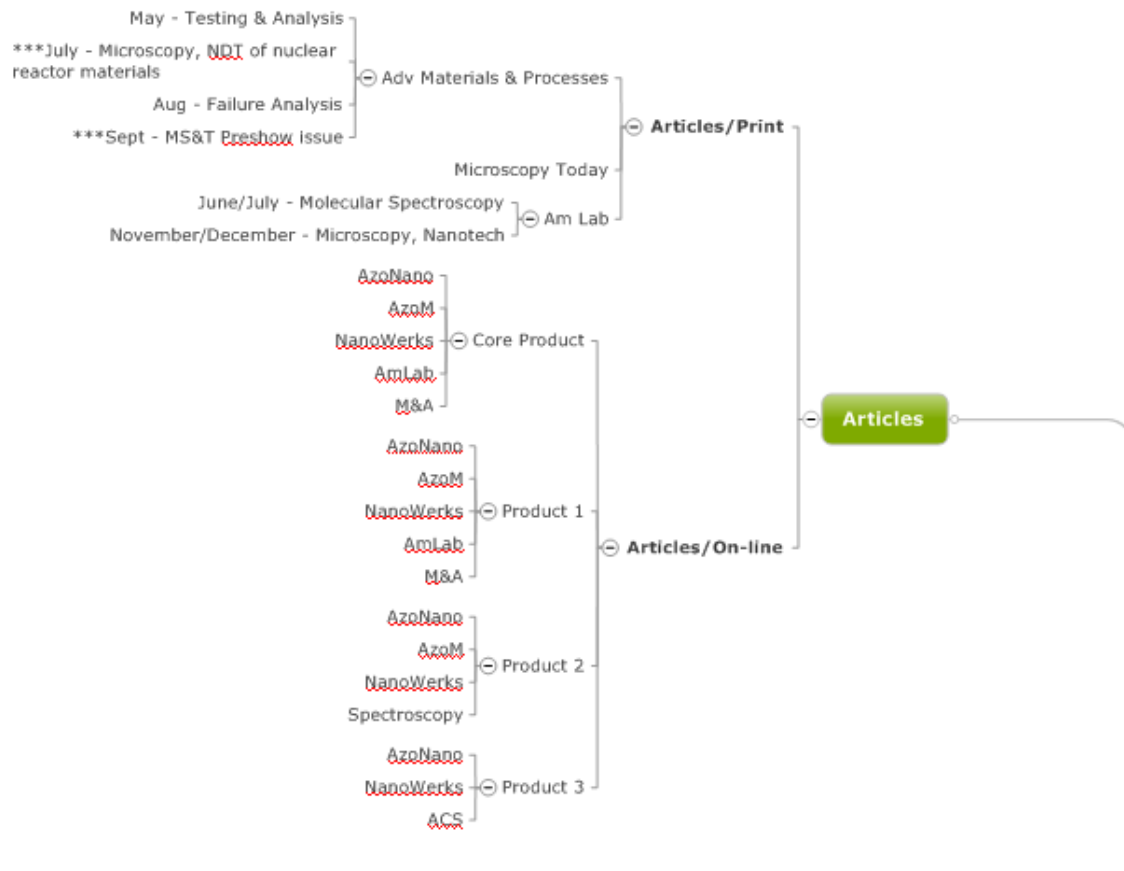 May - Testing & Analysis
***July - Microscopy, NDT of nuclear
reactor materials
Adv Materials & Processes
Aug - Failure Analysis
***Sept - MS&T Preshow issue
Articles/Print
Microscopy Today
June/July - Molecular Spectroscopy
Am Lab
November/December - Microscopy, Nanotech
AzoNano
AzoM
NanoWerks
Core Product
AmLab
M&A
Articles
AzoNano
AzoM
NanoWerks
Product 1
AmLab
M&A
Articles/On-line
AzoNano
AzoM
Product 2
NanoWerks
Spectroscopy
AzoNano
NanoWerks
Product 3
ACS